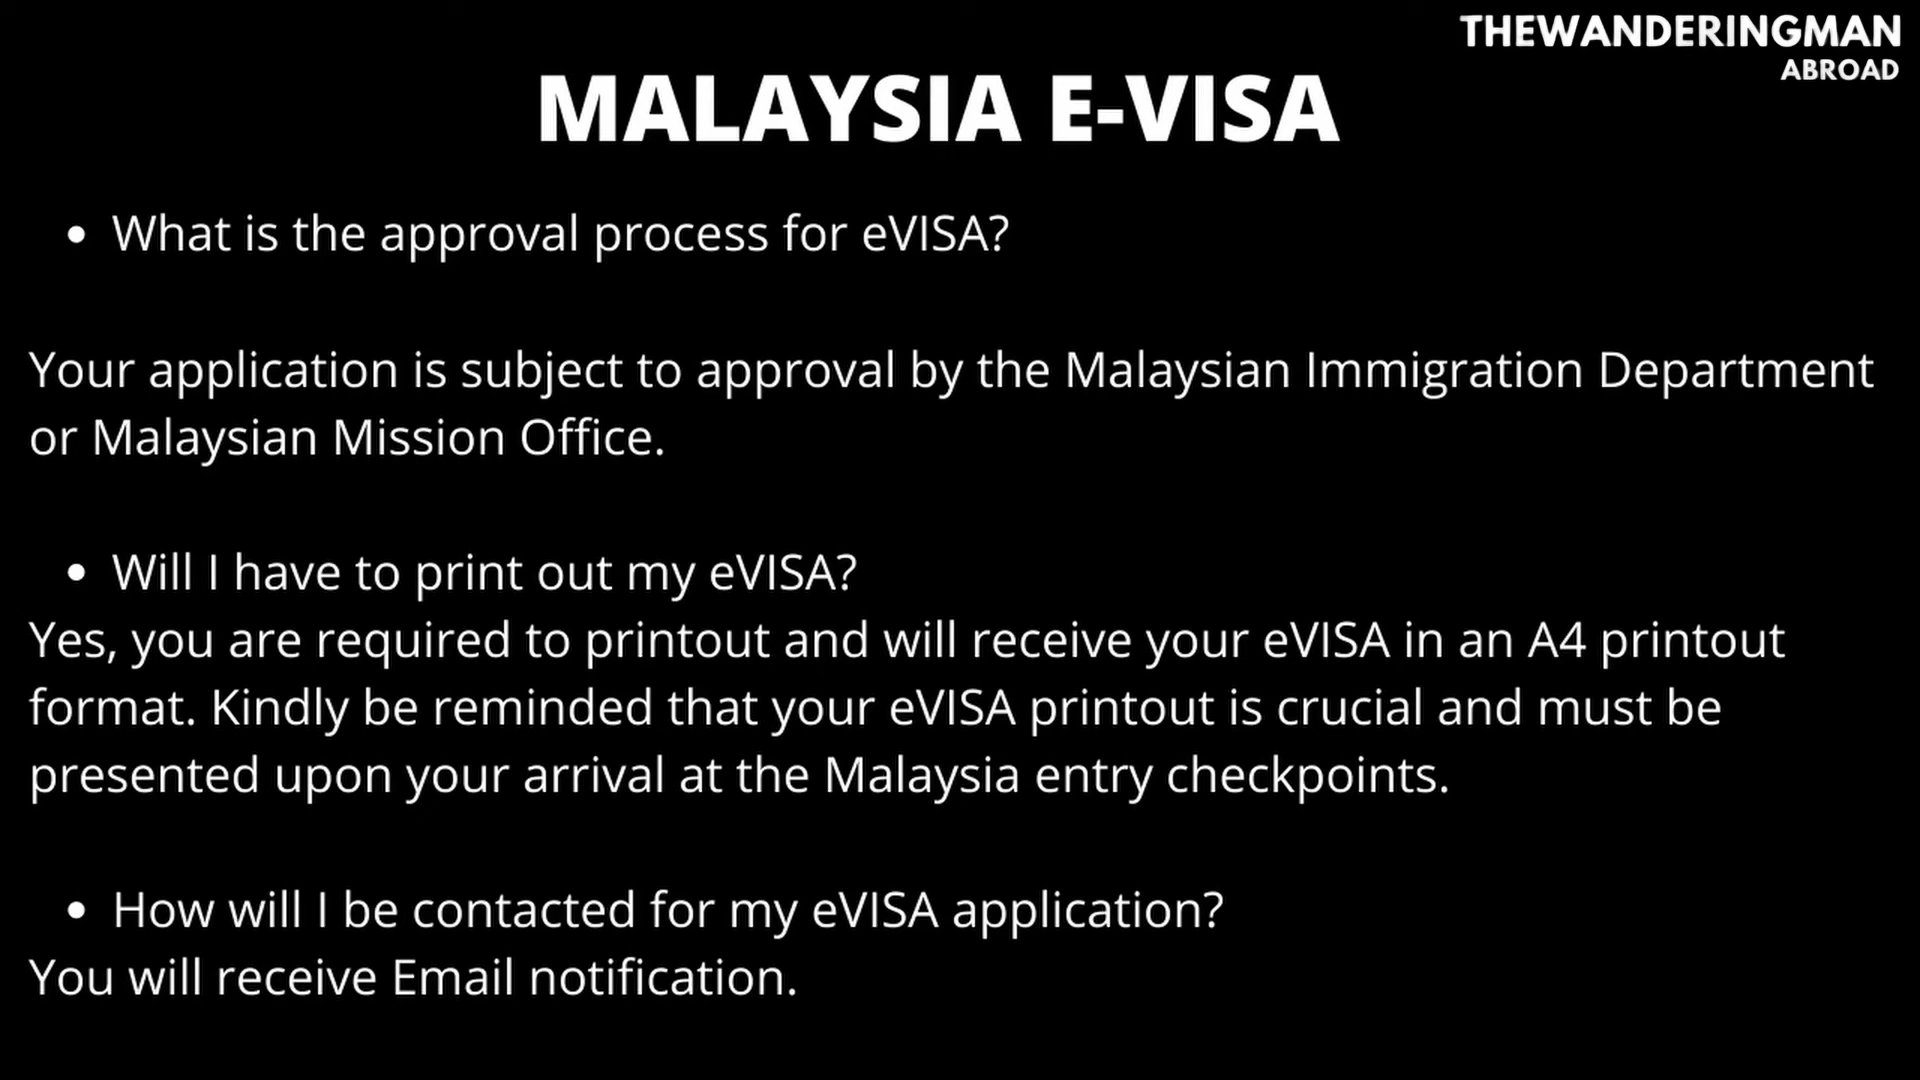 THEWANDERINGMAN
ABROAD
MALAYSIA E-VISA
• What is the approval process for eVISA?
Your application is subject to approval by the Malaysian Immigration Department
or Malaysian Mission Office.
• Will I have to print out my eVISA?
Yes, you are required to printout and will receive your eVISA in an A4 printout
format. Kindly be reminded that your eVISA printout is crucial and must be
presented upon your arrival at the Malaysia entry checkpoints.
• How will I be contacted for my eVISA application?
You will receive Email notification.